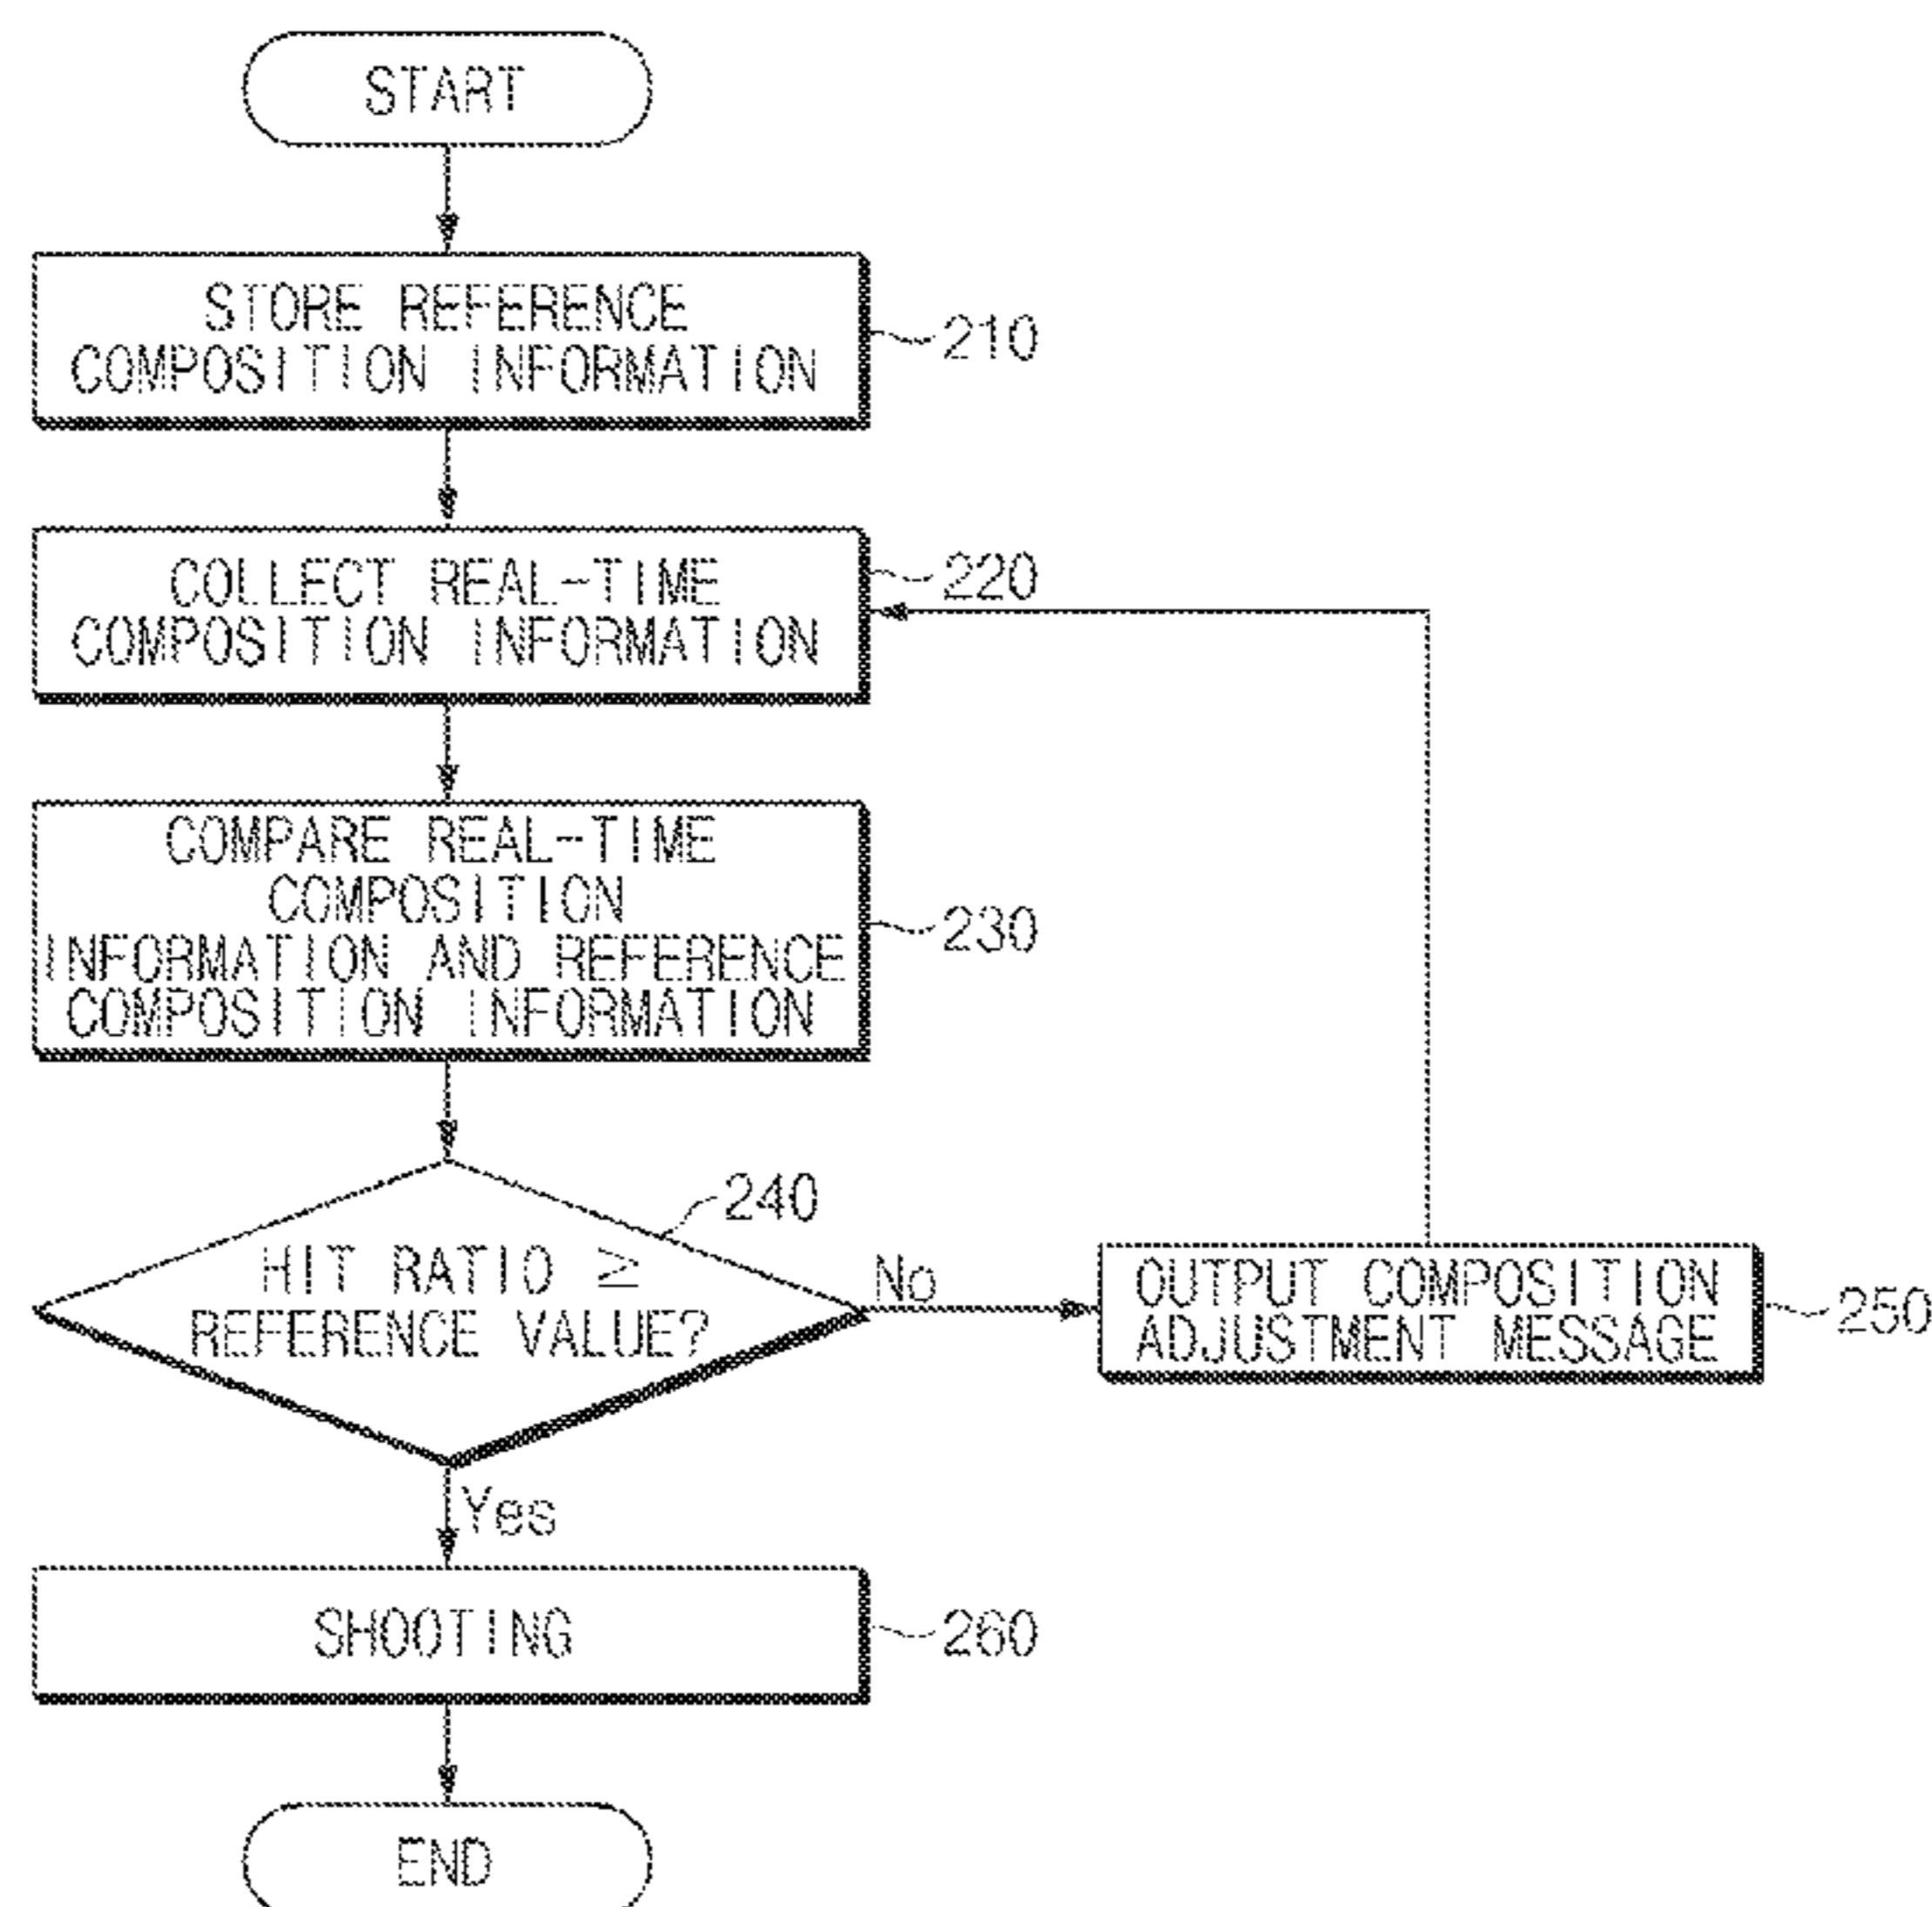 START
STORE REFERENCE
COMPOSITION INFORMATION
210
COLLECT REAL-TIME
COMPOSITION INFORMATION
220
COMPARE REAL-TIME
COMPOSITION
INFORMATION AND REFERENCE
COMPOSITION INFORMATION
230
240
HIT RATIO ≥
REFERENCE VALUE?
No
OUTPUT COMPOSITION
ADJUSTMENT MESSAGE
250
Yes
SHOOTING
260
END